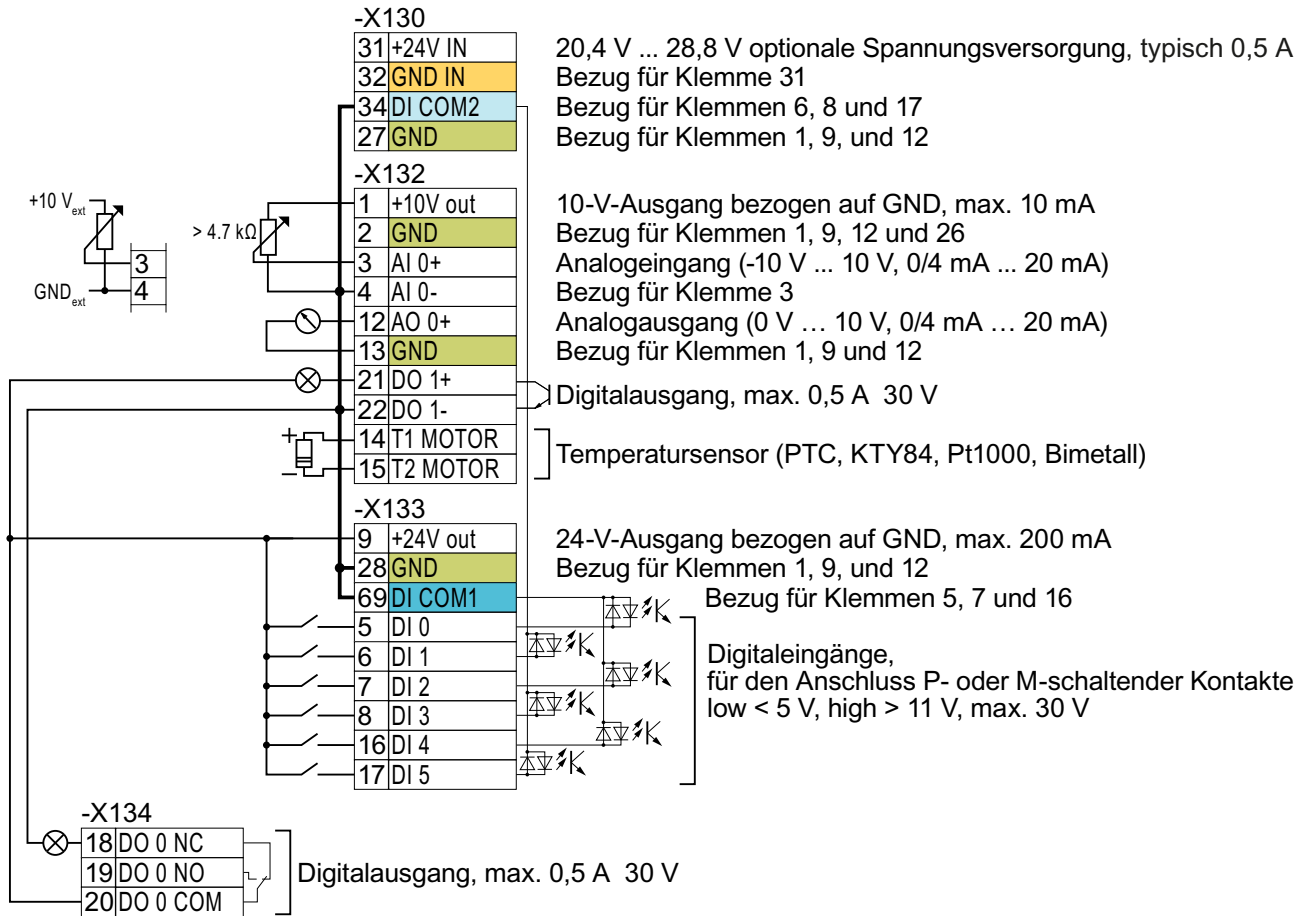 -X130
31 +24V IN 20,4 V ... 28,8 V optionale Spannungsversorgung, typisch 0,5 A
32 GND IN Bezug für Klemme 31
34 DI COM2 Bezug für Klemmen 6, 8 und 17
27 GND Bezug für Klemmen 1, 9, und 12
-X132
1 +10V out 10-V-Ausgang bezogen auf GND, max. 10 mA
2 GND Bezug für Klemmen 1, 9, 12 und 26
3 AI 0+ Analogeingang (-10 V ... 10 V, 0/4 mA ... 20 mA)
4 AI 0- Bezug für Klemme 3
12 AO 0+ Analogausgang (0 V … 10 V, 0/4 mA … 20 mA)
13 GND Bezug für Klemmen 1, 9 und 12
21 DO 1+
22 DO 1-
Digitalausgang, max. 0,5 A 30 V
14 T1 MOTOR
15 T2 MOTOR
Temperatursensor (PTC, KTY84, Pt1000, Bimetall)
+10 Vext
3
GNDext
4
> 4.7 kΩ
+
−
-X133
9 +24V out 24-V-Ausgang bezogen auf GND, max. 200 mA
28 GND Bezug für Klemmen 1, 9, und 12
69 DI COM1 Bezug für Klemmen 5, 7 und 16
5 DI 0
6 DI 1
7 DI 2
8 DI 3
16 DI 4
17 DI 5
Digitaleingänge,
für den Anschluss P- oder M-schaltender Kontakte
low < 5 V, high > 11 V, max. 30 V
-X134
18 DO 0 NC
19 DO 0 NO
20 DO 0 COM
Digitalausgang, max. 0,5 A 30 V